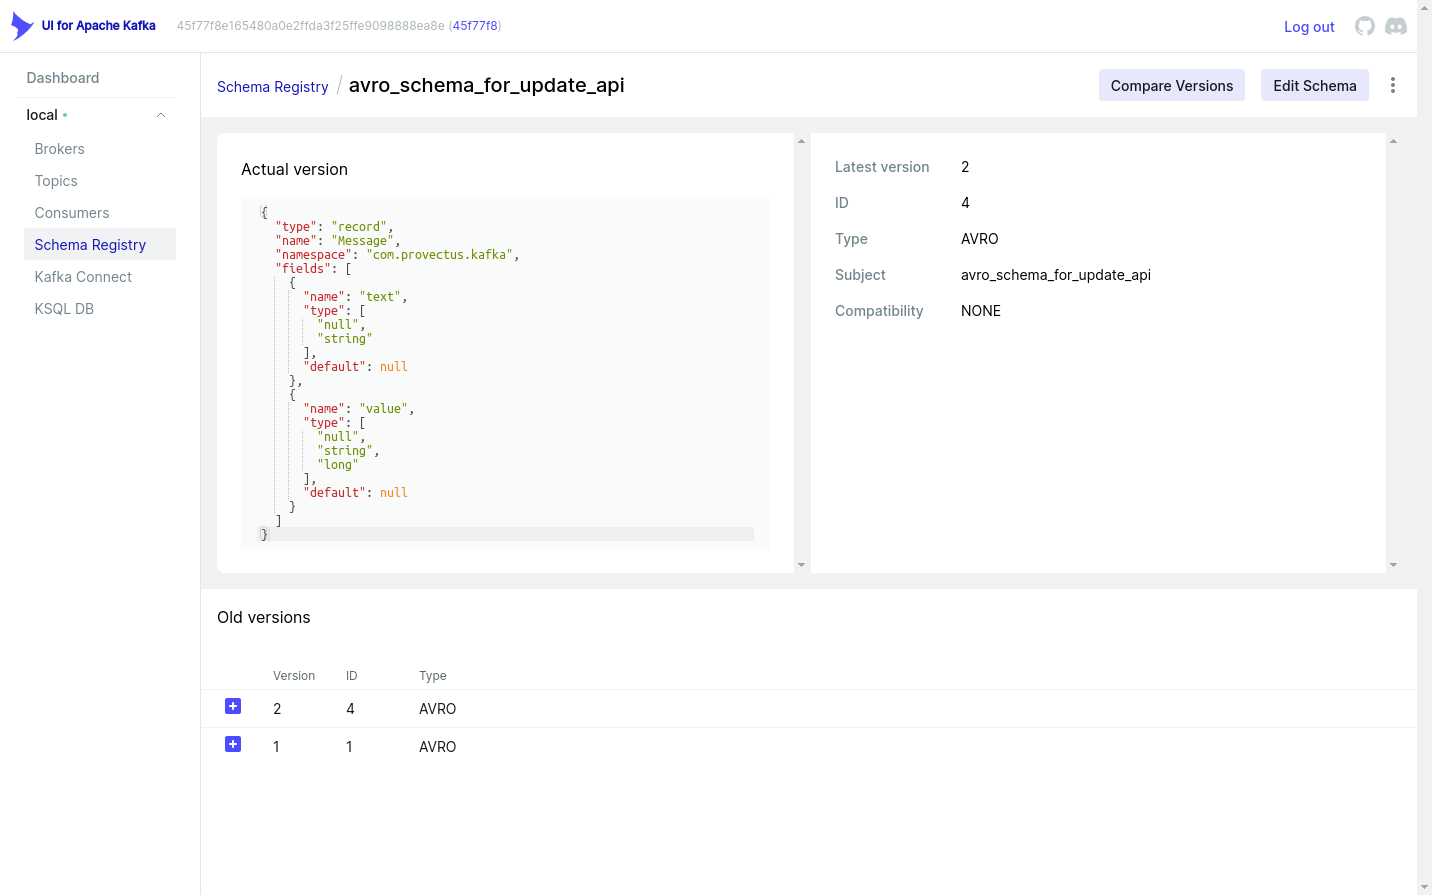 UI for Apache Kafka
45f77f8e165480a0e2ffda3f25ffe9098888ea8e (45f77f8)
Log out
Dashboard
local
Brokers
Topics
Consumers
Schema Registry
Kafka Connect
KSQL DB
Schema Registry / avro_schema_for_update_api
Compare Versions
Edit Schema
Actual version
{
  "type": "record",
  "name": "Message",
  "namespace": "com.provectus.kafka",
  "fields": [
    {
      "name": "text",
      "type": [
        "null",
        "string"
      ],
      "default": null
    },
    {
      "name": "value",
      "type": [
        "null",
        "string",
        "long"
      ],
      "default": null
    }
  ]
}
Latest version 2
ID 4
Type AVRO
Subject avro_schema_for_update_api
Compatibility NONE
Old versions
Version ID Type
2 4 AVRO
1 1 AVRO